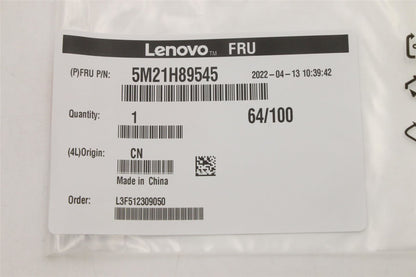 Lenovo™ FRU
(P)FRU P/N: 5M21H89545 2022-04-13 10:39:42
Quantity: 1 64/100
(4L)Origin: CN
Made in China
Order: L3F512309050